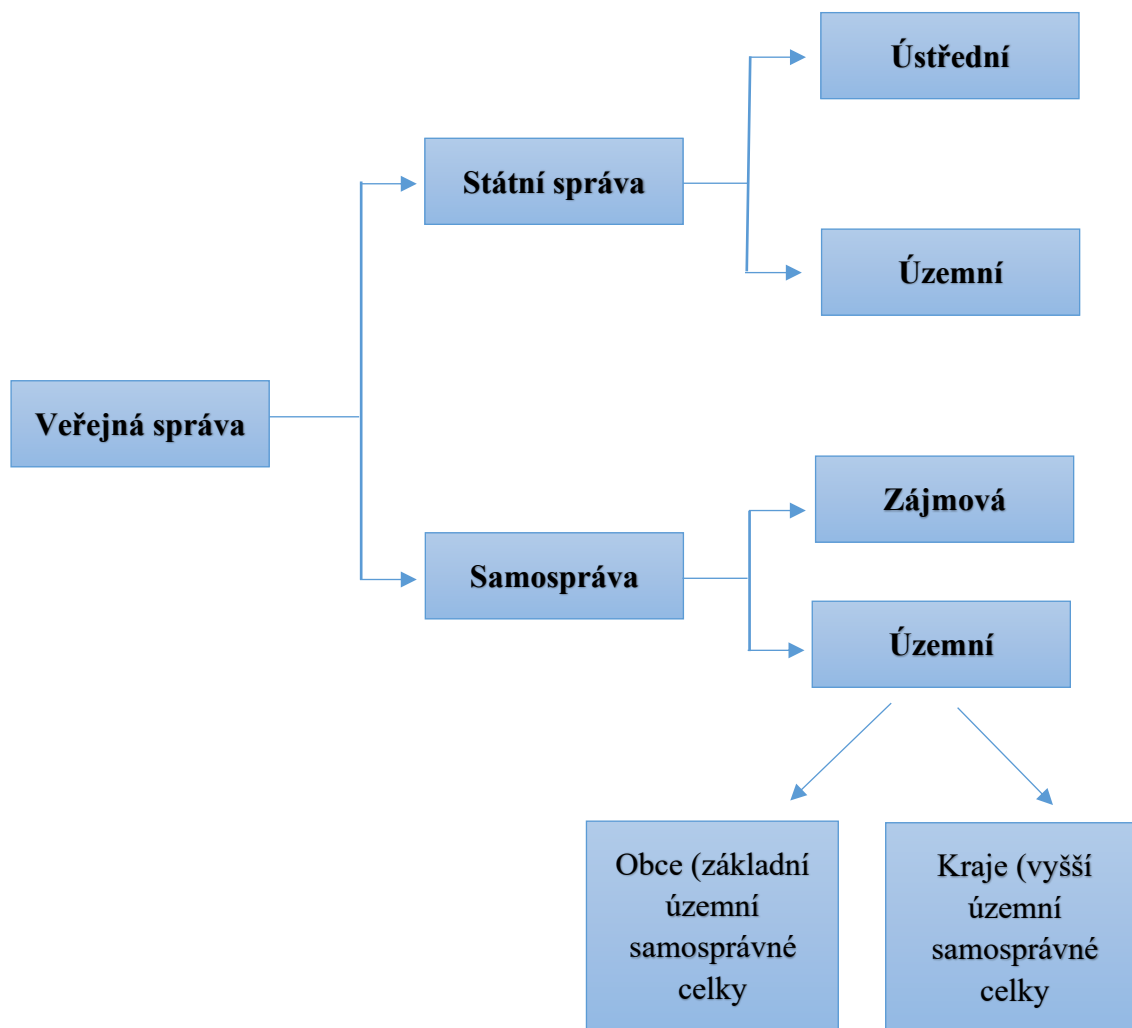 Ústřední
Státní správa
Územní
Veřejná správa
Zájmová
Samospráva
Územní
Obce (základní
územní
samosprávné
celky
Kraje (vyšší
územní
samosprávné
celky